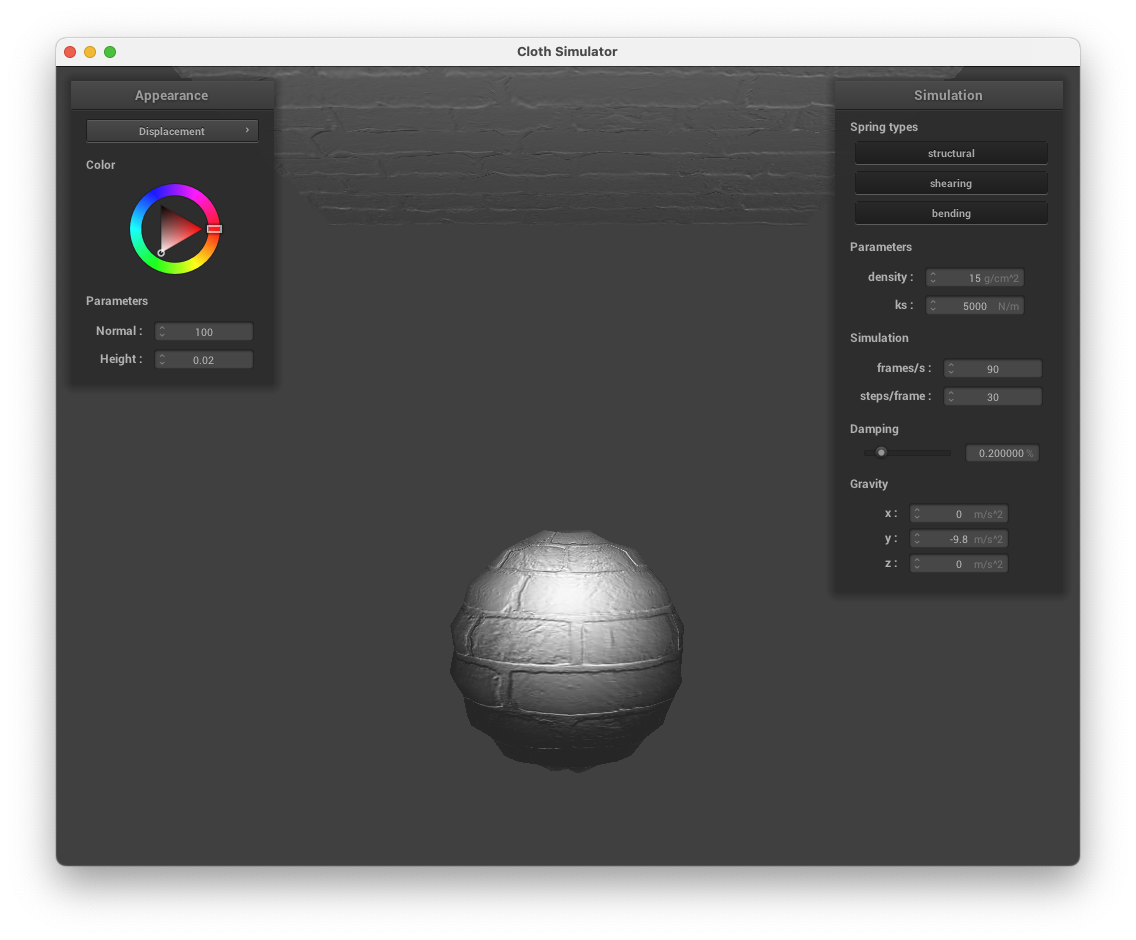 Cloth Simulator
Appearance
Displacement
Color
Parameters
Normal : 100
Height : 0.02
Simulation
Spring types
structural
shearing
bending
Parameters
density : 15 g/cm^2
ks : 5000 N/m
Simulation
frames/s : 90
steps/frame : 30
Damping
0.200000 %
Gravity
x : 0 m/s^2
y : -9.8 m/s^2
z : 0 m/s^2